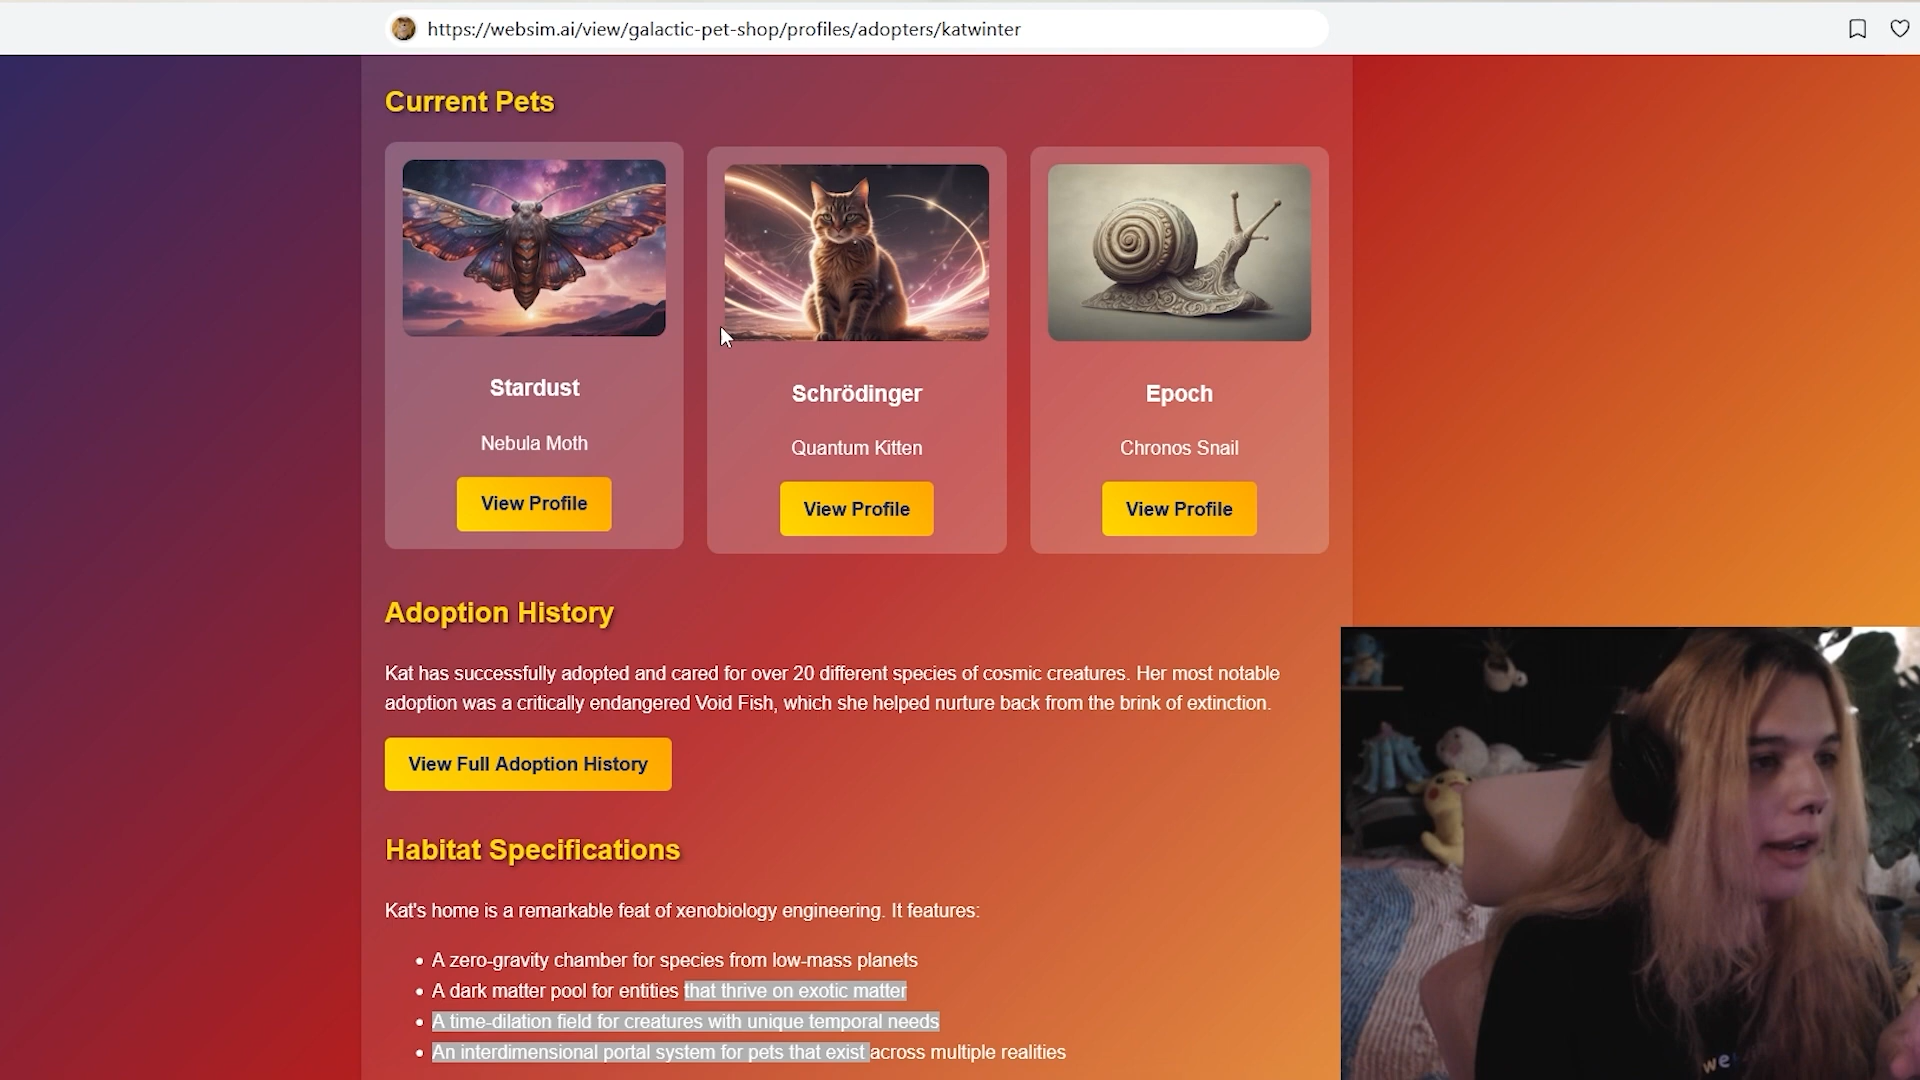 https://websim.ai/view/galactic-pet-shop/profiles/adopters/katwinter
Current Pets
Stardust
Nebula Moth
View Profile
Schrödinger
Quantum Kitten
View Profile
Epoch
Chronos Snail
View Profile
Adoption History
Kat has successfully adopted and cared for over 20 different species of cosmic creatures. Her most notable
adoption was a critically endangered Void Fish, which she helped nurture back from the brink of extinction.
View Full Adoption History
Habitat Specifications
Kat's home is a remarkable feat of xenobiology engineering. It features:
• A zero-gravity chamber for species from low-mass planets
• A dark matter pool for entities that thrive on exotic matter
• A time-dilation field for creatures with unique temporal needs
• An interdimensional portal system for pets that exist across multiple realities